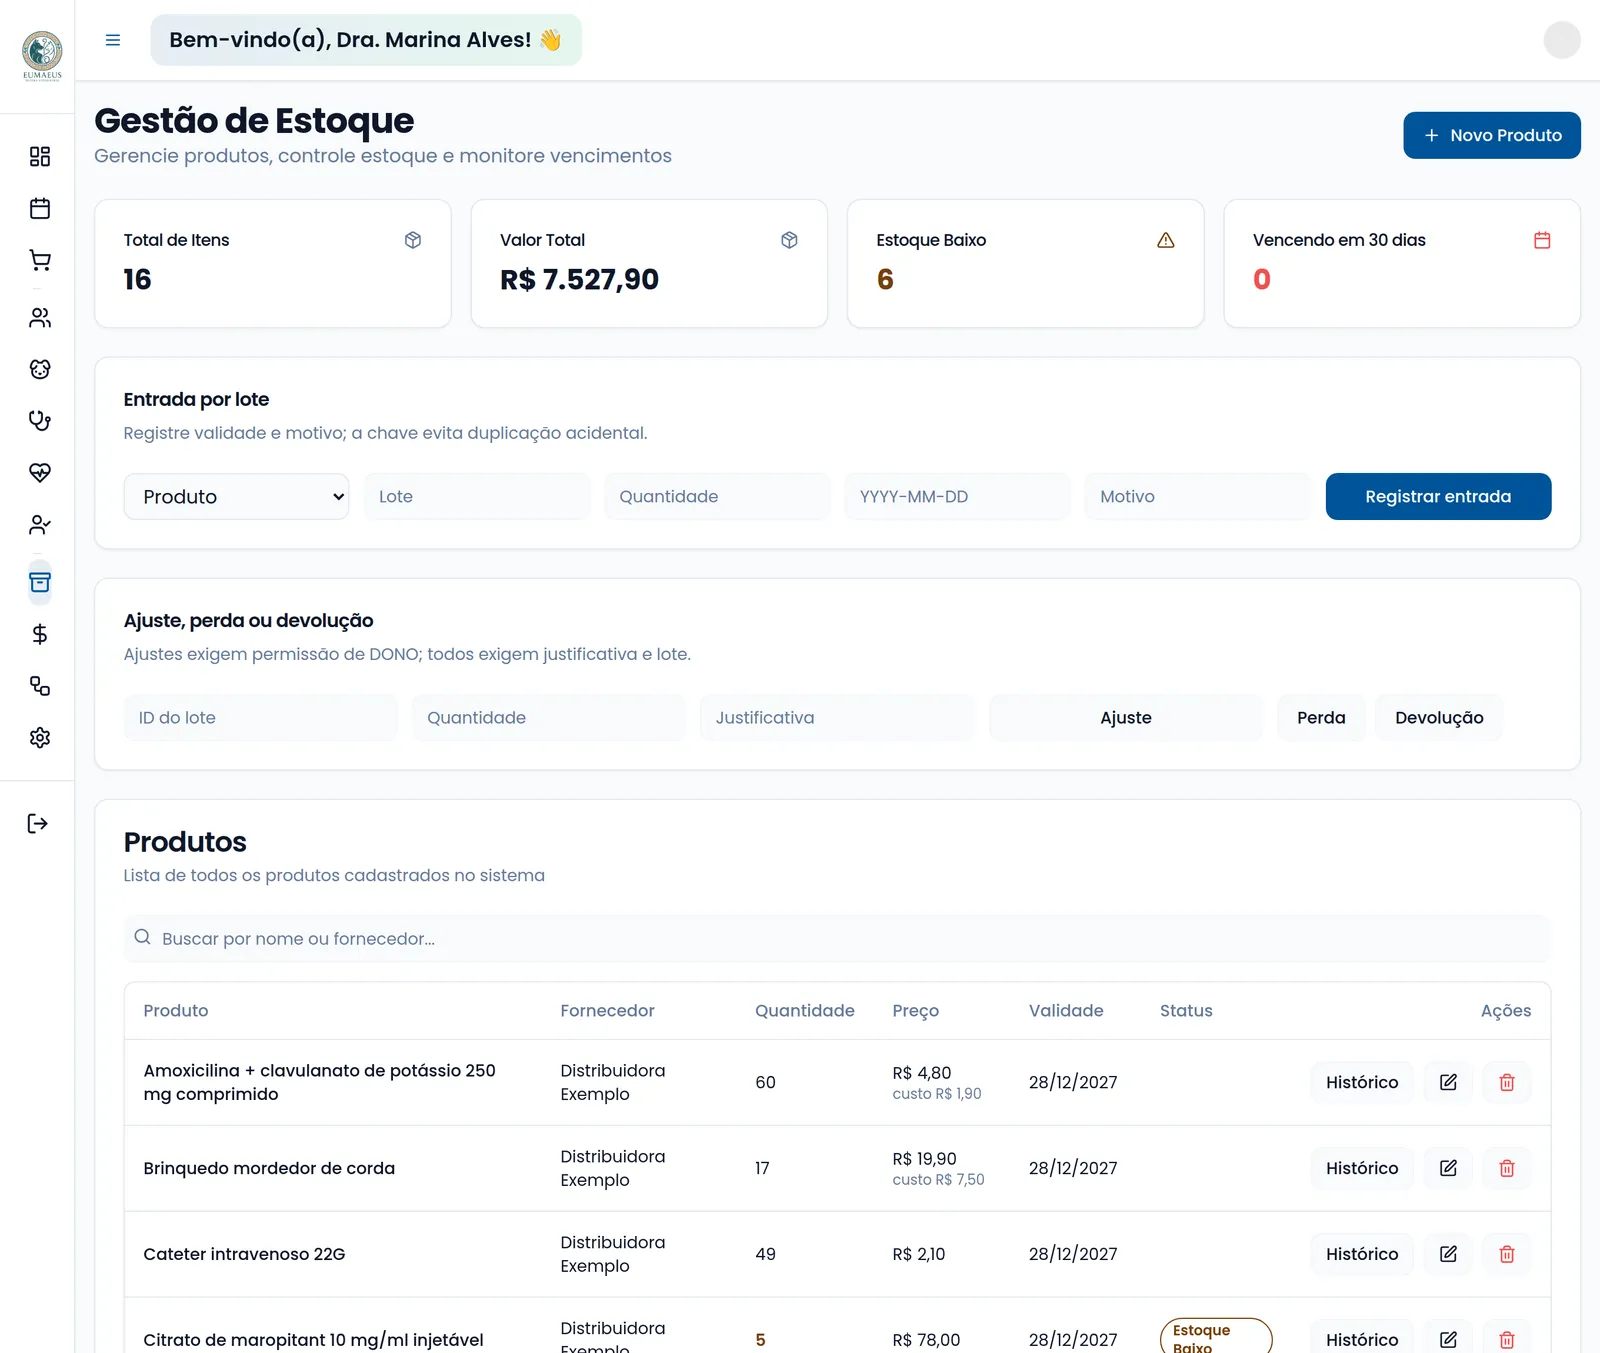 EUMAEUS
Bem-vindo(a), Dra. Marina Alves! 👋
Gestão de Estoque
Gerencie produtos, controle estoque e monitore vencimentos
+ Novo Produto
Total de Itens
16
Valor Total
R$ 7.527,90
Estoque Baixo
6
Vencendo em 30 dias
0
Entrada por lote
Registre validade e motivo; a chave evita duplicação acidental.
Produto Lote Quantidade YYYY-MM-DD Motivo Registrar entrada
Ajuste, perda ou devolução
Ajustes exigem permissão de DONO; todos exigem justificativa e lote.
ID do lote Quantidade Justificativa Ajuste Perda Devolução
Produtos
Lista de todos os produtos cadastrados no sistema
Buscar por nome ou fornecedor...
Produto Fornecedor Quantidade Preço Validade Status Ações
Amoxicilina + clavulanato de potássio 250
mg comprimido
Distribuidora
Exemplo
60
R$ 4,80
custo R$ 1,90
28/12/2027
Histórico
Brinquedo mordedor de corda
Distribuidora
Exemplo
17
R$ 19,90
custo R$ 7,50
28/12/2027
Histórico
Cateter intravenoso 22G
Distribuidora
Exemplo
49
R$ 2,10
28/12/2027
Histórico
Citrato de maropitant 10 mg/ml injetável
Distribuidora
Exemplo
5
R$ 78,00
28/12/2027
Estoque
Baixo
Histórico